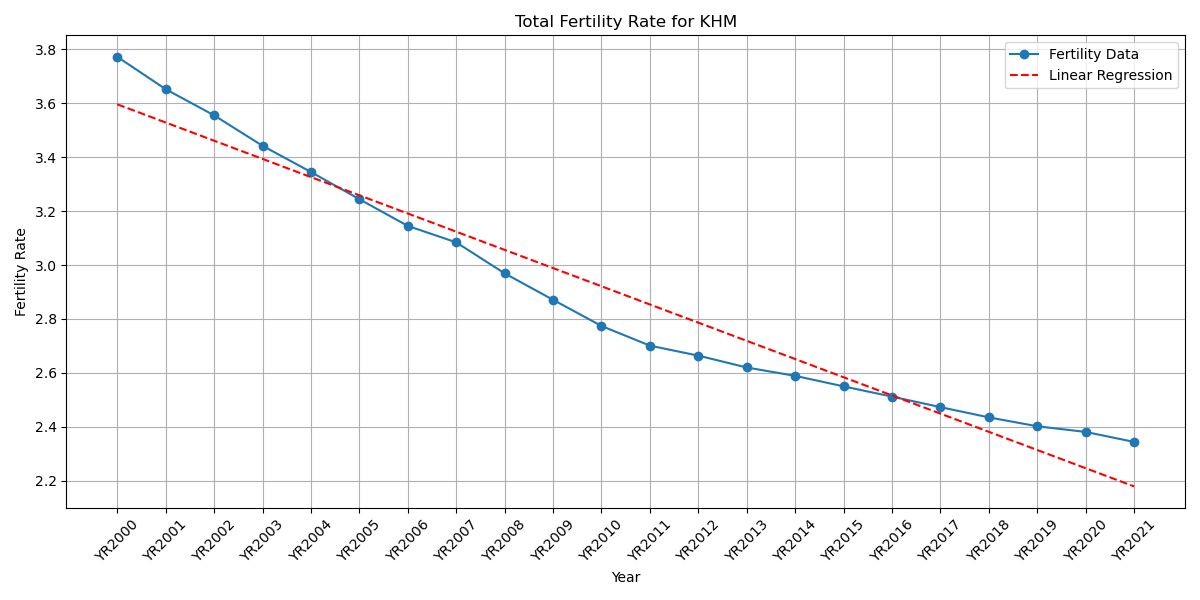 Total Fertility Rate for KHM
Fertility Data
Linear Regression
Fertility Rate
3.8
3.6
3.4
3.2
3.0
2.8
2.6
2.4
2.2
YR2000
YR2001
YR2002
YR2003
YR2004
YR2005
YR2006
YR2007
YR2008
YR2009
YR2010
YR2011
YR2012
YR2013
YR2014
YR2015
YR2016
YR2017
YR2018
YR2019
YR2020
YR2021
Year